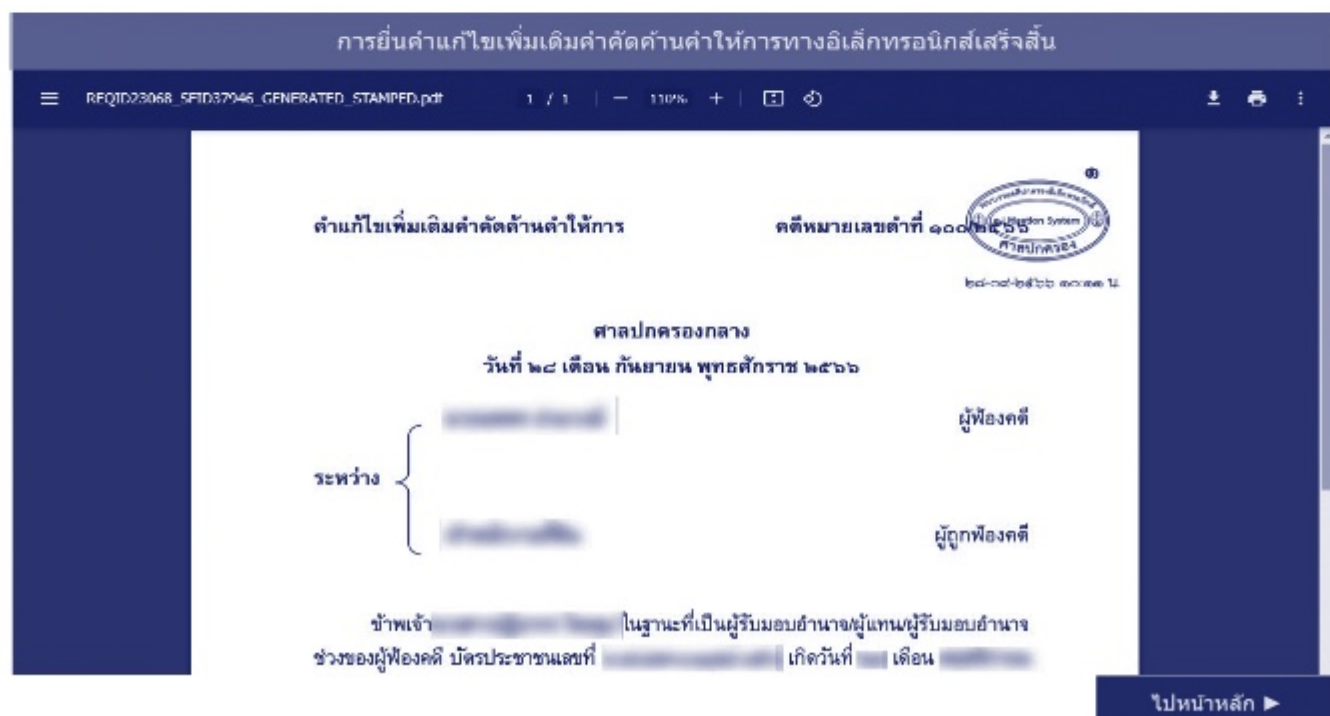 การยื่นคำแก้ไขเพิ่มเติมคำคัดค้านคำให้การทางอิเล็กทรอนิกส์เสร็จสิ้น
REQID23068_SFID37946_GENERATED_STAMPED.pdf 1 / 1 110%
๑
คำแก้ไขเพิ่มเติมคำคัดค้านคำให้การ คดีหมายเลขดำที่ ๑๐๐/๒๕๖๖
System
ศาลปกครอง
ศาลปกครองกลาง
วันที่ ๒๘ เดือน กันยายน พุทธศักราช ๒๕๖๖
ผู้ฟ้องคดี
ระหว่าง
ผู้ถูกฟ้องคดี
ข้าพเจ้า ในฐานะที่เป็นผู้รับมอบอำนาจ/ผู้แทน/ผู้รับมอบอำนาจ
ช่วงของผู้ฟ้องคดี บัตรประชาชนเลขที่ เกิดวันที่ เดือน
ไปหน้าหลัก ▶